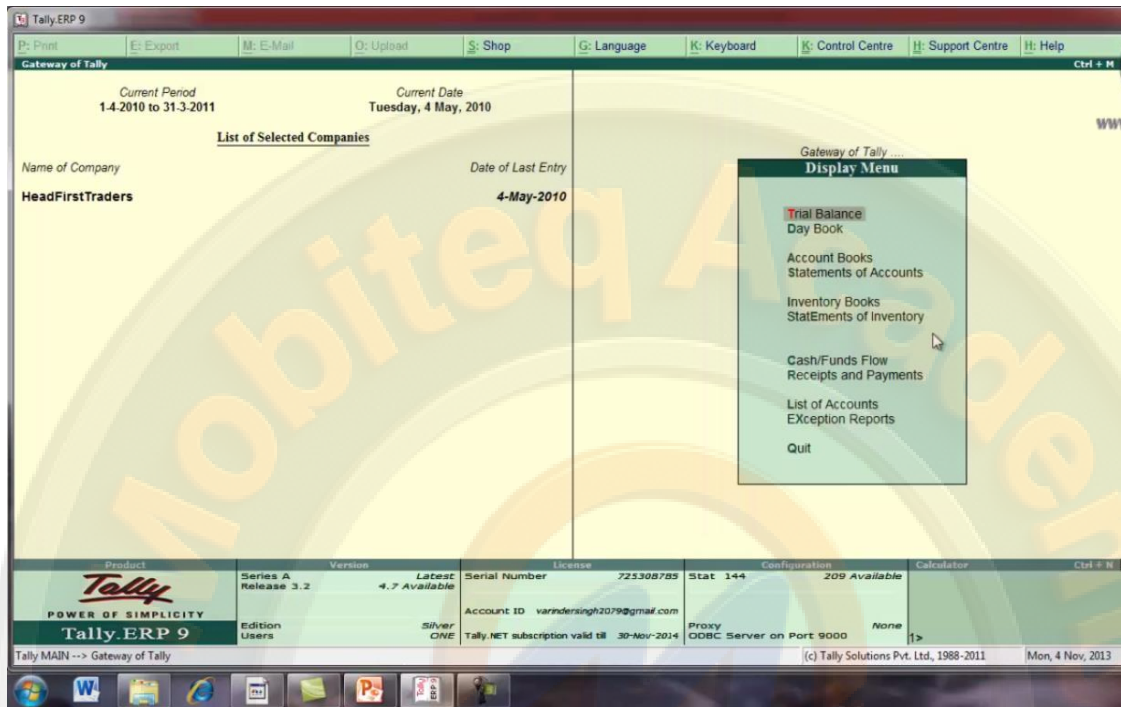 Tally.ERP 9
P: Print E: Export M: E-Mail O: Upload S: Shop G: Language K: Keyboard K: Control Centre H: Support Centre H: Help
Gateway of Tally Ctrl + M
Current Period Current Date
1-4-2010 to 31-3-2011 Tuesday, 4 May, 2010
www
List of Selected Companies
Name of Company Date of Last Entry
HeadFirstTraders 4-May-2010
Gateway of Tally ....
Display Menu
Trial Balance
Day Book
Account Books
Statements of Accounts
Inventory Books
StatEments of Inventory
Cash/Funds Flow
Receipts and Payments
List of Accounts
EXception Reports
Quit
Mobiteq Academ
Product Version License Configuration Calculator Ctrl + N
Tally
POWER OF SIMPLICITY
Tally.ERP 9
Series A Latest
Release 3.2 4.7 Available
Edition Silver
Users ONE
Serial Number 725308785
Account ID varindersingh2079@gmail.com
Tally.NET subscription valid till 30-Nov-2014
Stat 144 209 Available
Proxy None
ODBC Server on Port 9000
1>
Tally MAIN --> Gateway of Tally (c) Tally Solutions Pvt. Ltd., 1988-2011 Mon, 4 Nov, 2013